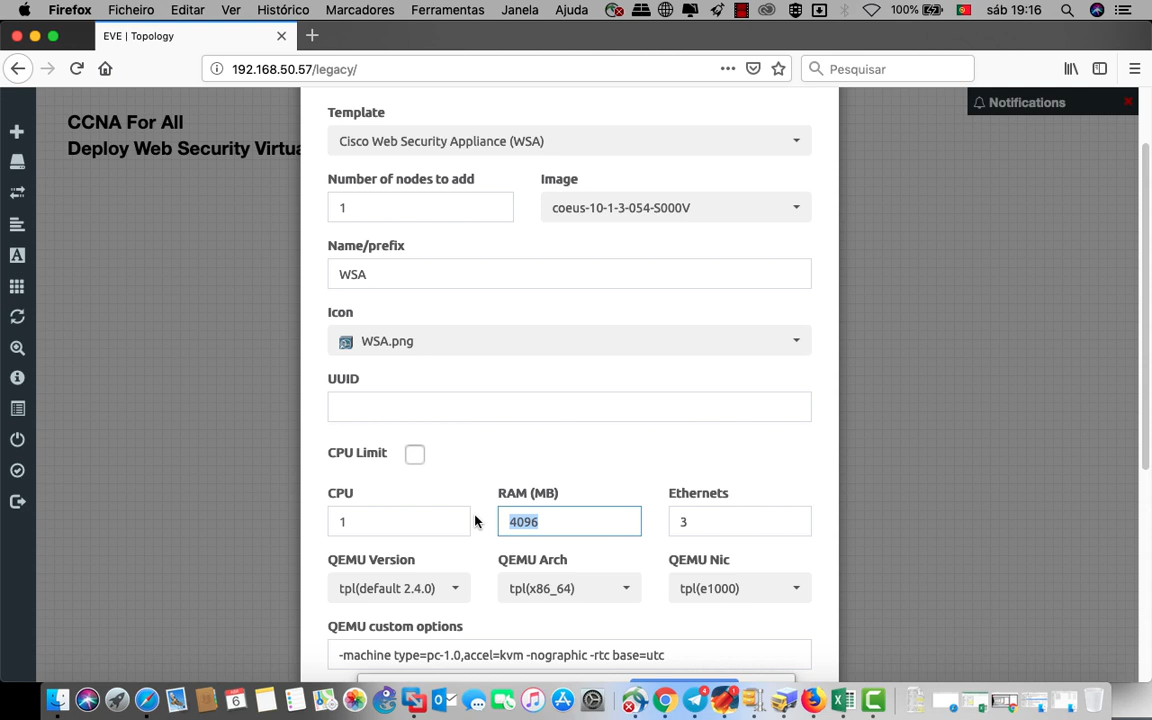 Firefox Ficheiro Editar Ver Histórico Marcadores Ferramentas Janela Ajuda 100% sáb 19:16
EVE | Topology
192.168.50.57/legacy/
Pesquisar
CCNA For All
Deploy Web Security Virtua
Notifications
Template
Cisco Web Security Appliance (WSA)
Number of nodes to add Image
1 coeus-10-1-3-054-S000V
Name/prefix
WSA
Icon
WSA.png
UUID
CPU Limit
CPU RAM (MB) Ethernets
1 4096 3
QEMU Version QEMU Arch QEMU Nic
tpl(default 2.4.0) tpl(x86_64) tpl(e1000)
QEMU custom options
-machine type=pc-1.0,accel=kvm -nographic -rtc base=utc